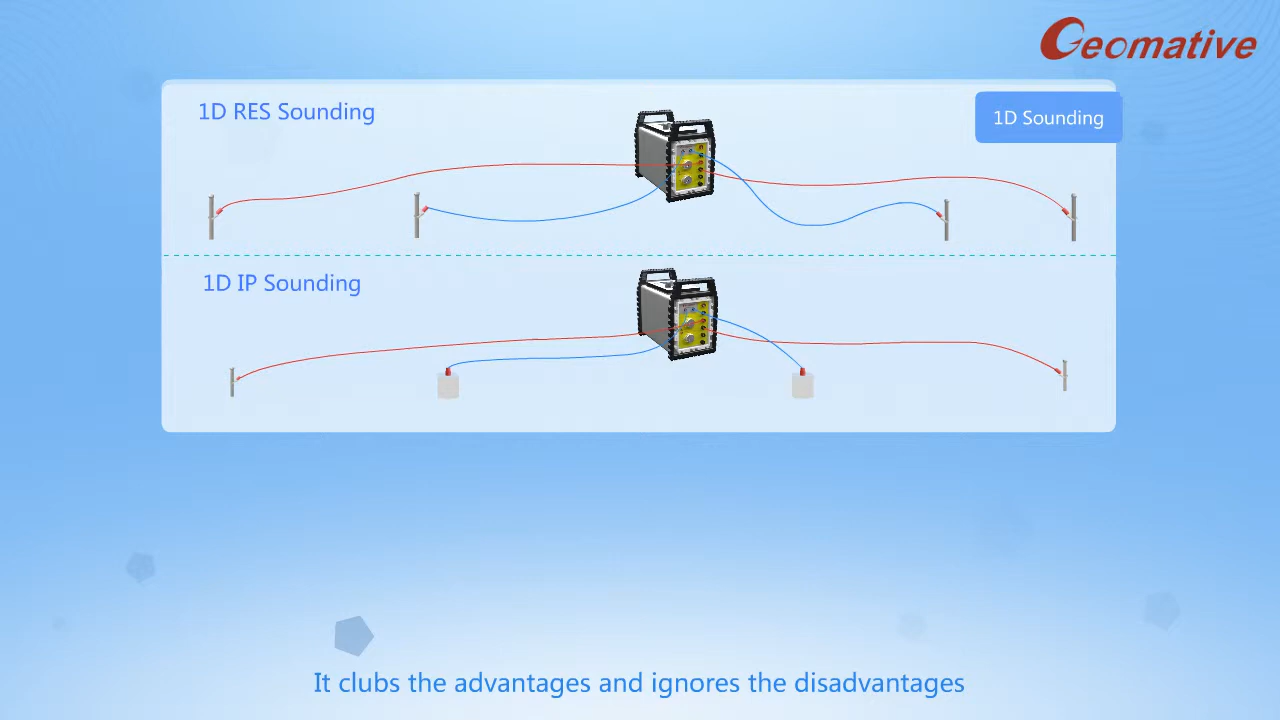 Geomative
1D RES Sounding
1D Sounding
1D IP Sounding
It clubs the advantages and ignores the disadvantages